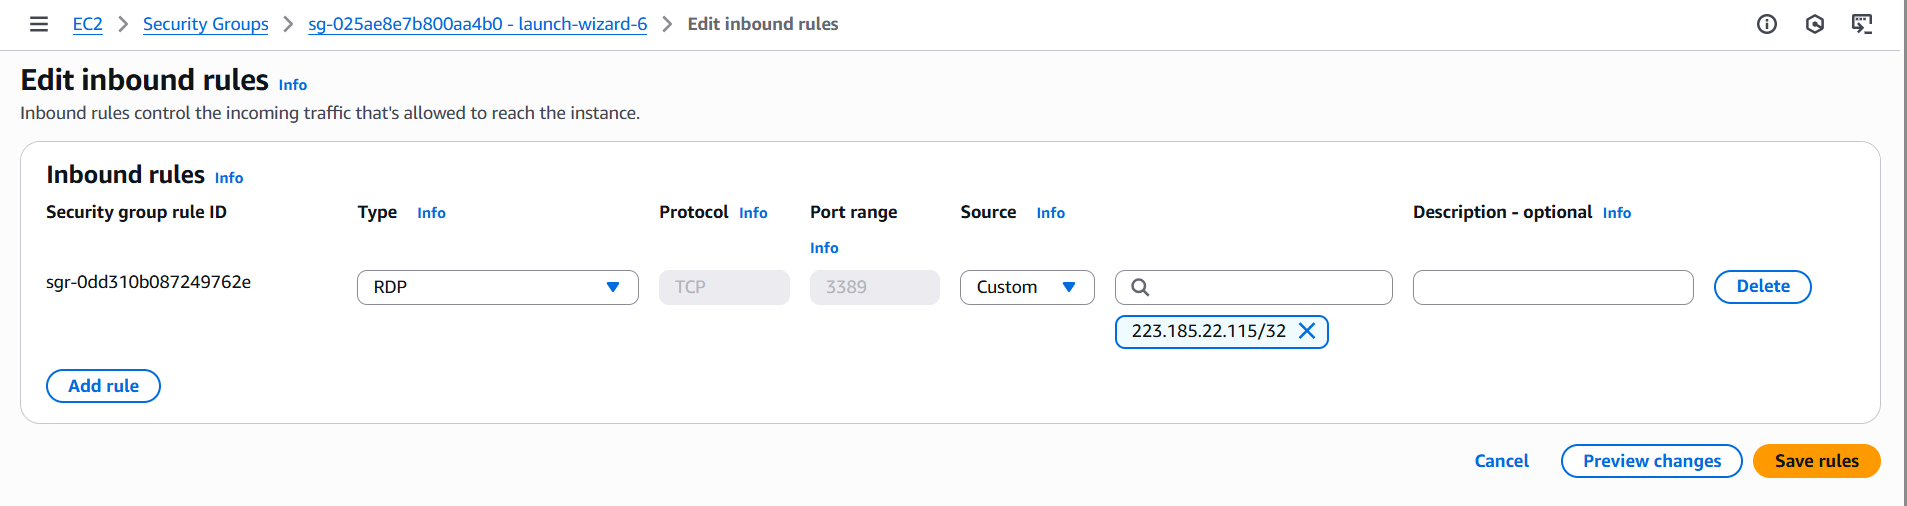 EC2 > Security Groups > sg-025ae8e7b800aa4b0 - launch-wizard-6 > Edit inbound rules
Edit inbound rules Info
Inbound rules control the incoming traffic that's allowed to reach the instance.
Inbound rules Info
Security group rule ID Type Info Protocol Info Port range Info Source Info Description - optional Info
sgr-0dd310b087249762e RDP TCP 3389 Custom Delete
223.185.22.115/32
Add rule
Cancel Preview changes Save rules